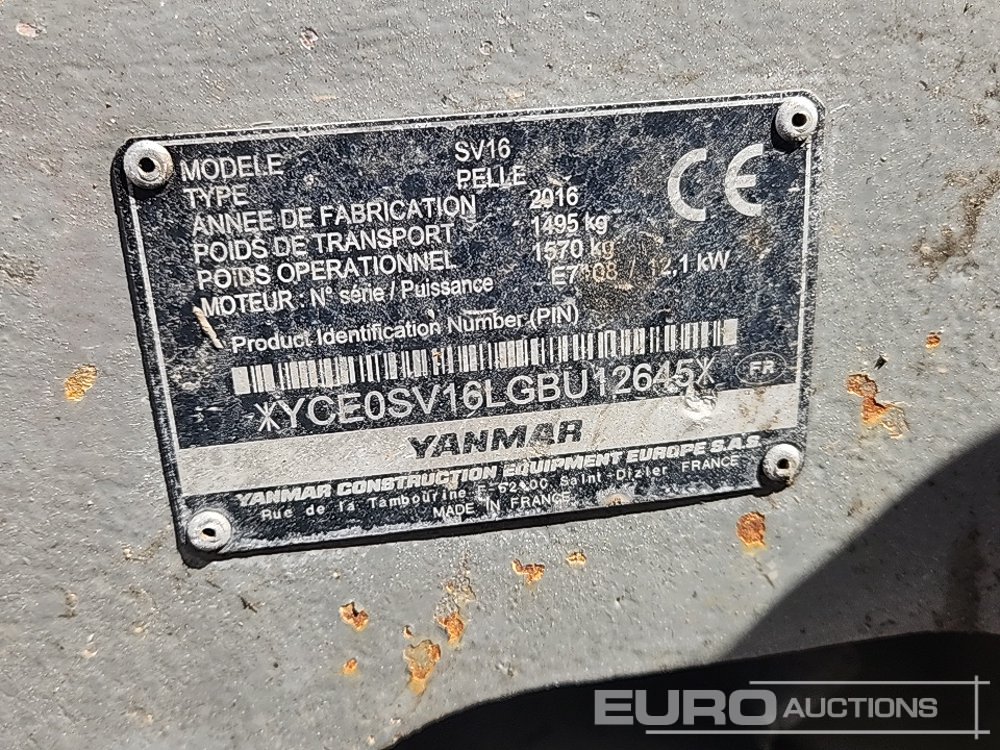 MODELE SV16
TYPE PELLE
ANNEE DE FABRICATION 2016
POIDS DE TRANSPORT 1495 kg
POIDS OPERATIONNEL 1570 kg
MOTEUR : N° série / Puissance / 12,1 kW
CE
Product Identification Number (PIN)
*YCE0SV16LGBU12645*
FR
YANMAR
YANMAR CONSTRUCTION EQUIPMENT EUROPE S.A.S.
Rue de la Tambourine Saint-Dizier FRANCE
MADE IN FRANCE
EURO AUCTIONS